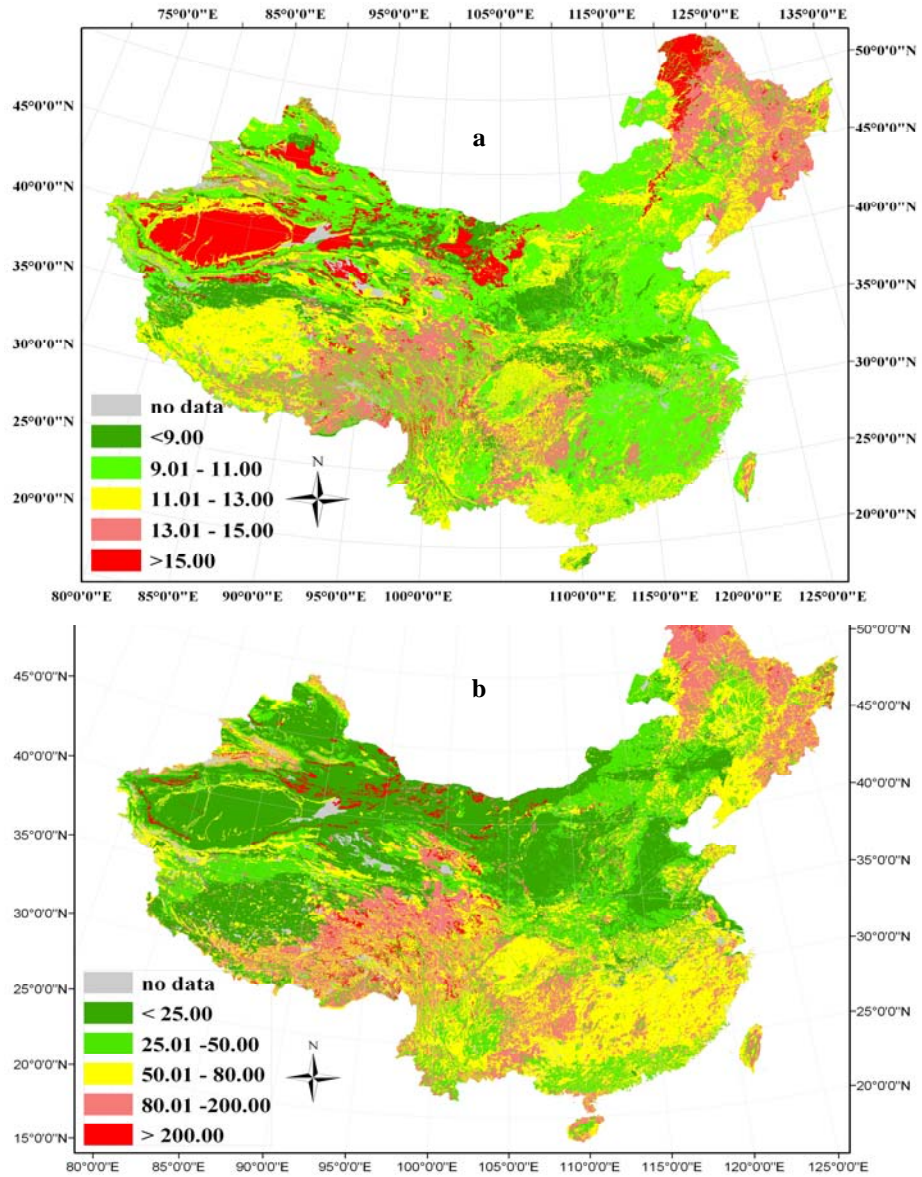 75°0'0"E 85°0'0"E 95°0'0"E 105°0'0"E 115°0'0"E 125°0'0"E 135°0'0"E
50°0'0"N
45°0'0"N
a
45°0'0"N
40°0'0"N
40°0'0"N
35°0'0"N
30°0'0"N
30°0'0"N
25°0'0"N
25°0'0"N
20°0'0"N
20°0'0"N
no data
<9.00
9.01 - 11.00
11.01 - 13.00
13.01 - 15.00
>15.00
N
80°0'0"E 85°0'0"E 90°0'0"E 95°0'0"E 100°0'0"E 110°0'0"E 115°0'0"E 120°0'0"E 125°0'0"E
50°0'0"N
45°0'0"N
b
45°0'0"N
40°0'0"N
40°0'0"N
35°0'0"N
35°0'0"N
30°0'0"N
30°0'0"N
25°0'0"N
25°0'0"N
20°0'0"N
20°0'0"N
15°0'0"N
no data
< 25.00
25.01 -50.00
50.01 - 80.00
80.01 -200.00
> 200.00
N
80°0'0"E 85°0'0"E 90°0'0"E 95°0'0"E 100°0'0"E 105°0'0"E 110°0'0"E 115°0'0"E 120°0'0"E 125°0'0"E